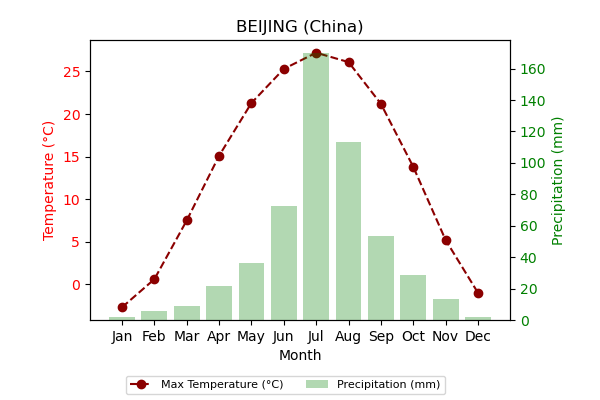 BEIJING (China)
Temperature (°C)
25
20
15
10
5
0
160
140
120
100
80
60
40
20
0
Precipitation (mm)
Jan Feb Mar Apr May Jun Jul Aug Sep Oct Nov Dec
Month
Max Temperature (°C) Precipitation (mm)